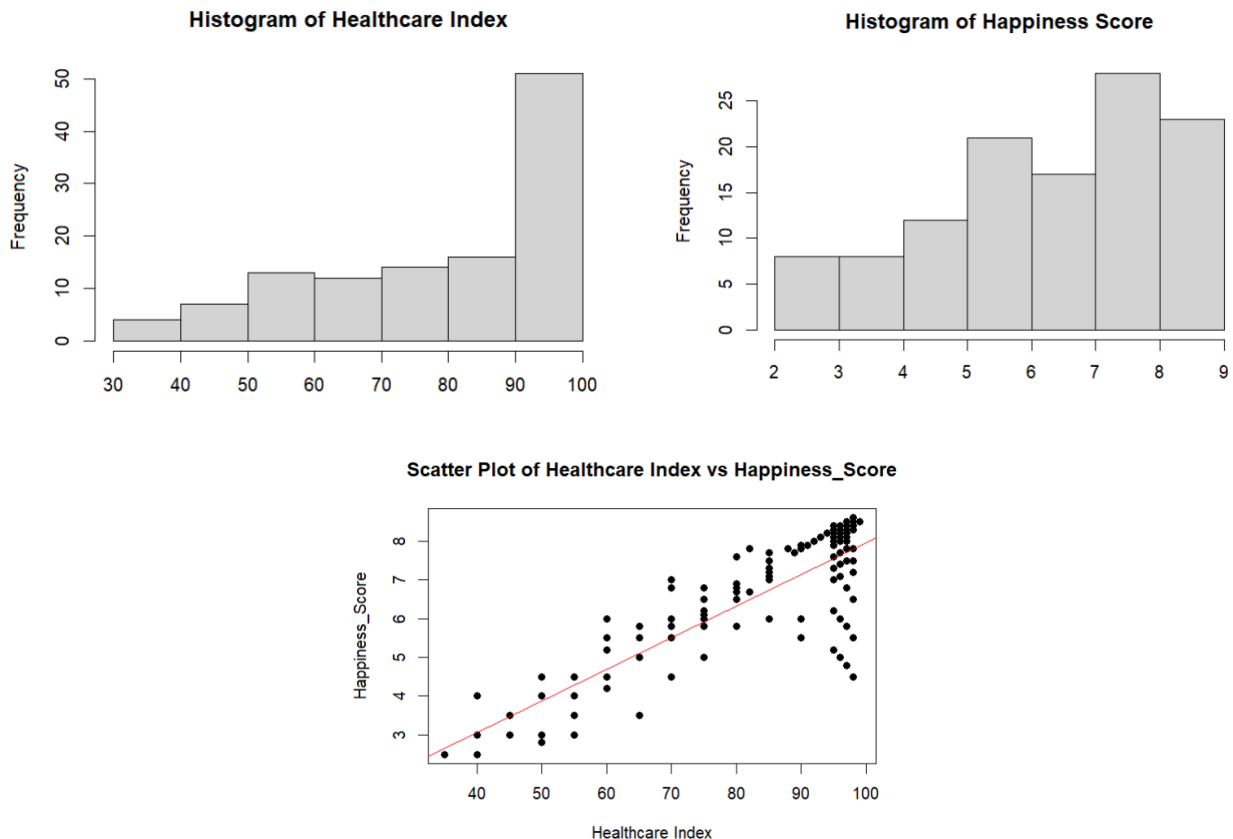 Histogram of Healthcare Index
Frequency
0 10 20 30 40 50
30 40 50 60 70 80 90 100
Histogram of Happiness Score
Frequency
0 5 10 15 20 25
2 3 4 5 6 7 8 9
Scatter Plot of Healthcare Index vs Happiness_Score
Happiness_Score
3 4 5 6 7 8
40 50 60 70 80 90 100
Healthcare Index